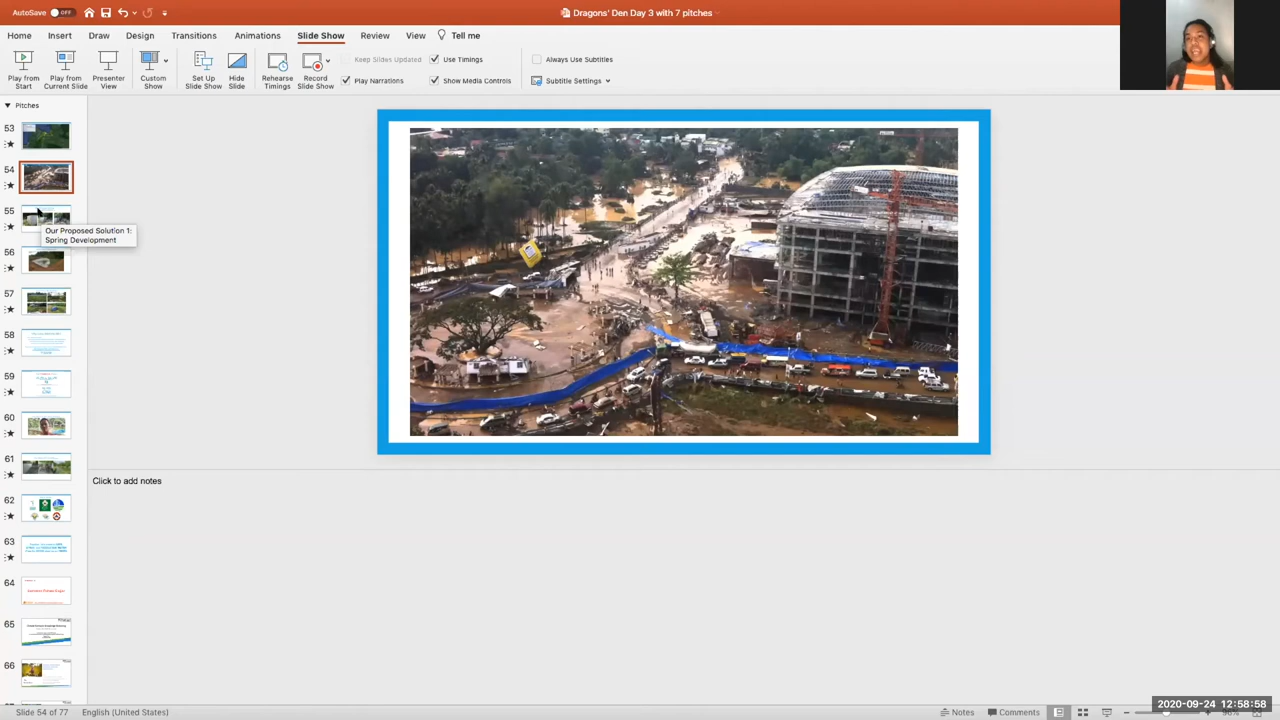 AutoSave OFF
Dragons' Den Day 3 with 7 pitches
Home Insert Draw Design Transitions Animations Slide Show Review View Tell me
Play from Start
Play from Current Slide
Presenter View
Custom Show
Set Up Slide Show
Hide Slide
Rehearse Timings
Record Slide Show
Keep Slides Updated
Play Narrations
Use Timings
Show Media Controls
Always Use Subtitles
Subtitle Settings
Pitches
53
54
55
Our Proposed Solution 1:
Spring Development
56
57
58
59
60
61
62
63
64
65
66
Click to add notes
Slide 54 of 77 English (United States)
Notes Comments
2020-09-24 12:58:58